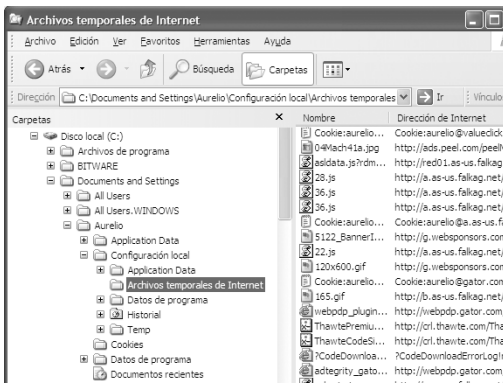 Archivos temporales de Internet
Archivo Edición Ver Favoritos Herramientas Ayuda
Atrás Búsqueda Carpetas
Dirección C:\Documents and Settings\Aurelio\Configuración local\Archivos temporales Ir Vínculo
Carpetas
Disco local (C:)
Archivos de programa
BITWARE
Documents and Settings
All Users
All Users.WINDOWS
Aurelio
Application Data
Configuración local
Application Data
Archivos temporales de Internet
Datos de programa
Historial
Temp
Cookies
Datos de programa
Documentos recientes
Nombre Dirección de Internet
Cookie:aurelio... Cookie:aurelio@valueclick
04Mach41a.jpg http://ads.peel.com/peelM
asldata.js?rdm... http://red01.as-us.falkag
28.js http://a.as-us.falkag.net/
36.js http://a.as-us.falkag.net/
36.js http://a.as-us.falkag.net/
Cookie:aurelio... Cookie:aurelio@a.as-us.fa
5122_BannerI... http://g.websponsors.com
22.js http://a.as-us.falkag.net/
120x600.gif http://g.websponsors.com
Cookie:aurelio... Cookie:aurelio@gator.com
165.gif http://b.as-us.falkag.net/
webpdp_plugin... http://webpdp.gator.com
ThawtePremiu... http://crl.thawte.com/Tha
ThawteCodeSi... http://crl.thawte.com/Tha
?CodeDownloa... ?CodeDownloadErrorLog!
adtegrity_gato... http://webpdp.gator.com